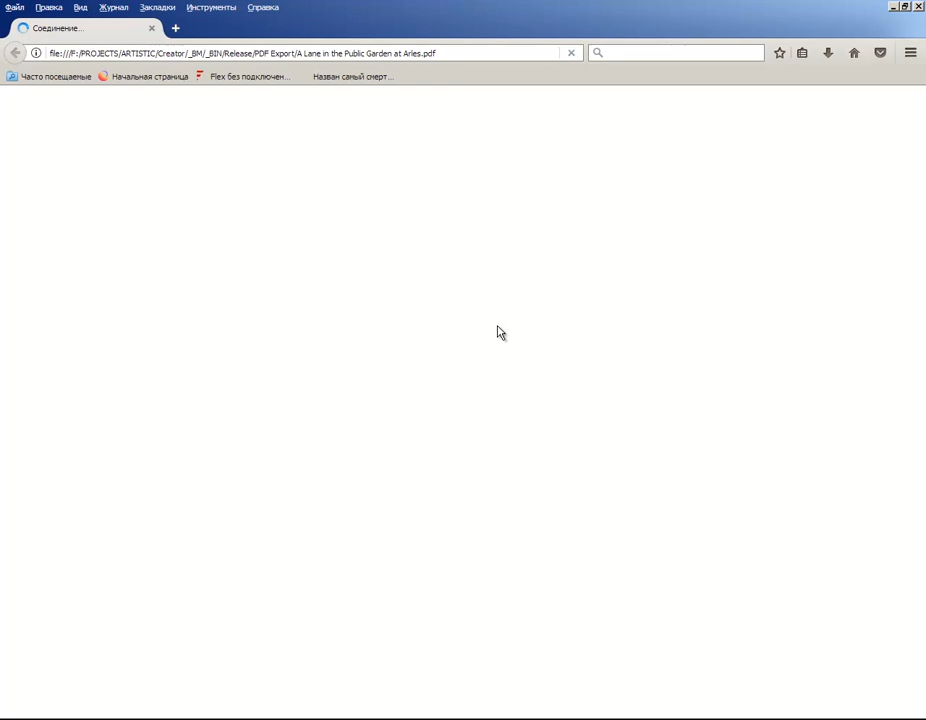 Файл Правка Вид Журнал Закладки Инструменты Справка
Соединение...
file:///F:/PROJECTS/ARTISTIC/Creator/_BM/_BIN/Release/PDF Export/A Lane in the Public Garden at Arles.pdf
Часто посещаемые Начальная страница Flex без подключен... Назван самый смерт...